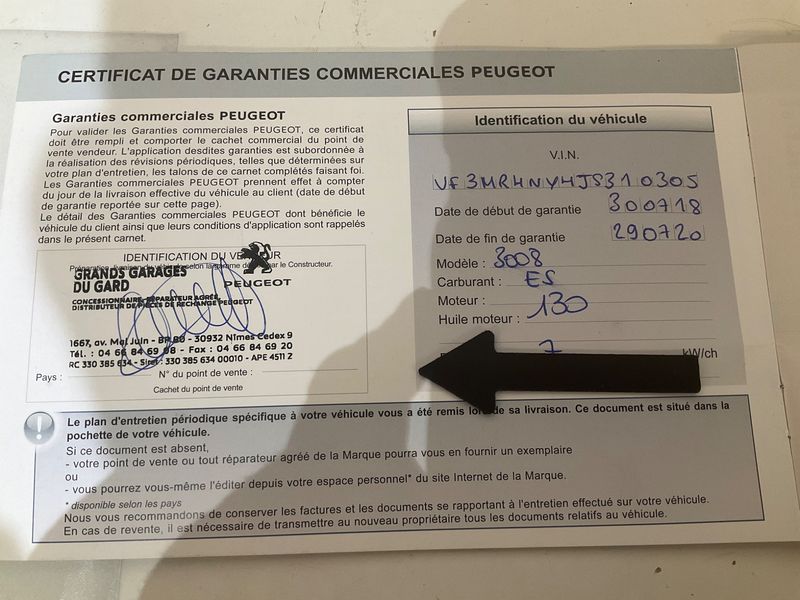 CERTIFICAT DE GARANTIES COMMERCIALES PEUGEOT
Garanties commerciales PEUGEOT
Pour valider les Garanties commerciales PEUGEOT, ce certificat
doit être rempli et comporter le cachet commercial du point
de vente vendeur. L'application desdites garanties est subordonnée à
la réalisation des révisions périodiques, telles que déterminées sur
votre plan d'entretien, les talons de ce carnet complétés faisant foi.
Les Garanties commerciales PEUGEOT prennent effet à compter
du jour de la livraison effective du véhicule au client (date de début
de garantie reportée sur cette page).
Le détail des Garanties commerciales PEUGEOT dont bénéficie le
véhicule du client ainsi que leurs conditions d'application sont rappelés
dans le présent carnet.
IDENTIFICATION DU
GRANDS GARAGES
DU GARD
PEUGEOT
CONCESSIONNAIRE, RÉPARATEUR AGRÉÉ,
DISTRIBUTEUR DE PIÈCES DE RECHANGE PEUGEOT
1667, av. Mal Juin - 30932 Nîmes Cedex 9
Tél. : 04 66 84 69 08 - Fax : 04 66 84 69 20
RC 330 385 634 - Siret : 330 385 634 00010 - APE 4511 Z
Pays : N° du point de vente :
Cachet du point de vente
Identification du véhicule
V.I.N.
VF3MRHNYHJS310305
Date de début de garantie 300718
Date de fin de garantie 290720
Modèle : 3008
Carburant : ES
Moteur : 130
Huile moteur :
7 kW/ch
Le plan d'entretien périodique spécifique à votre véhicule vous a été remis lors de sa livraison. Ce document est situé dans la
pochette de votre véhicule.
Si ce document est absent,
- votre point de vente ou tout réparateur agréé de la Marque pourra vous en fournir un exemplaire
ou
- vous pourrez vous-même l'éditer depuis votre espace personnel* du site Internet de la Marque.
* disponible selon les pays
Nous vous recommandons de conserver les factures et les documents se rapportant à l'entretien effectué sur votre véhicule.
En cas de revente, il est nécessaire de transmettre au nouveau propriétaire tous les documents relatifs au véhicule.